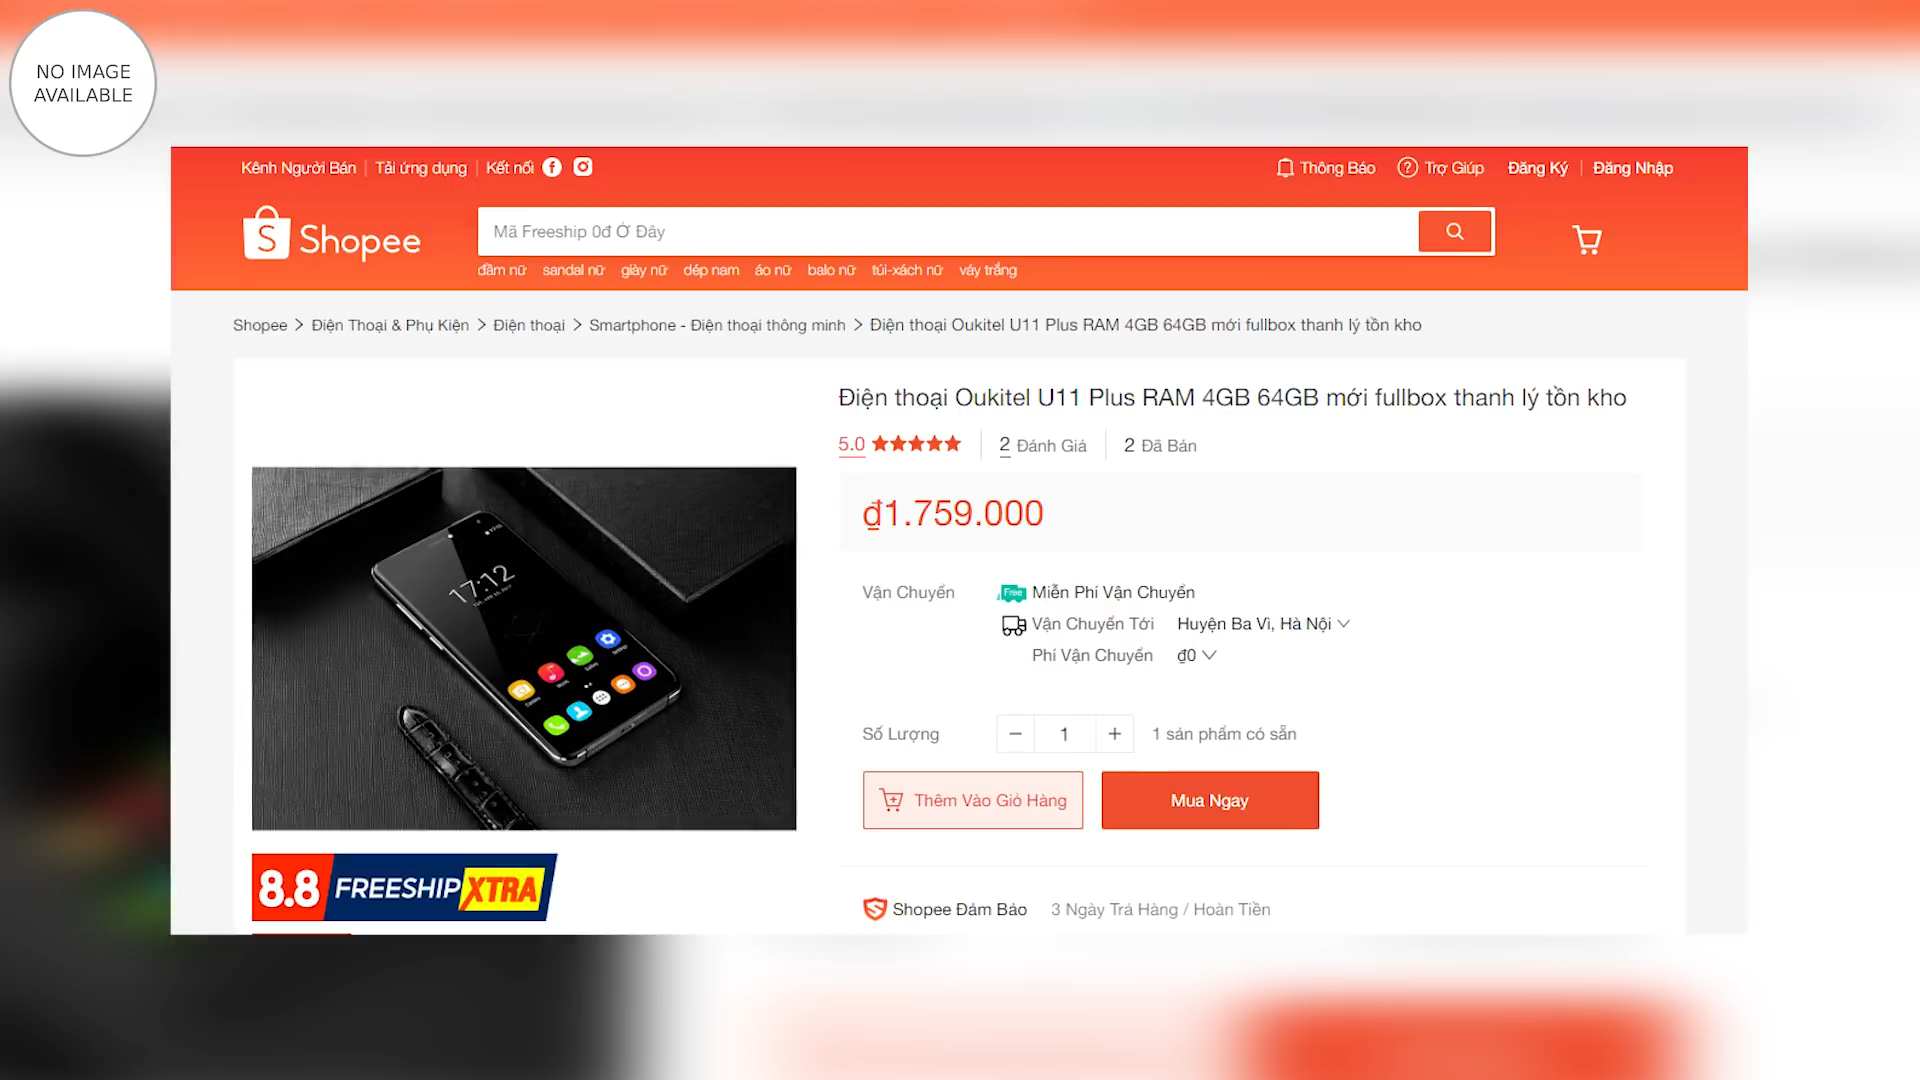 NO IMAGE
AVAILABLE
Kênh Người Bán | Tải ứng dụng | Kết nối
Thông Báo Trợ Giúp Đăng Ký | Đăng Nhập
Shopee
Mã Freeship 0đ Ở Đây
đầm nữ sandal nữ giày nữ dép nam áo nữ balo nữ túi-xách nữ váy trắng
Shopee > Điện Thoại & Phụ Kiện > Điện thoại > Smartphone - Điện thoại thông minh > Điện thoại Oukitel U11 Plus RAM 4GB 64GB mới fullbox thanh lý tồn kho
Điện thoại Oukitel U11 Plus RAM 4GB 64GB mới fullbox thanh lý tồn kho
5.0 2 Đánh Giá 2 Đã Bán
₫1.759.000
17:12
Vận Chuyển Free Miễn Phí Vận Chuyển
Vận Chuyển Tới Huyện Ba Vì, Hà Nội
Phí Vận Chuyển ₫0
Số Lượng − 1 + 1 sản phẩm có sẵn
Thêm Vào Giỏ Hàng Mua Ngay
8.8 FREESHIP XTRA
Shopee Đảm Bảo 3 Ngày Trả Hàng / Hoàn Tiền